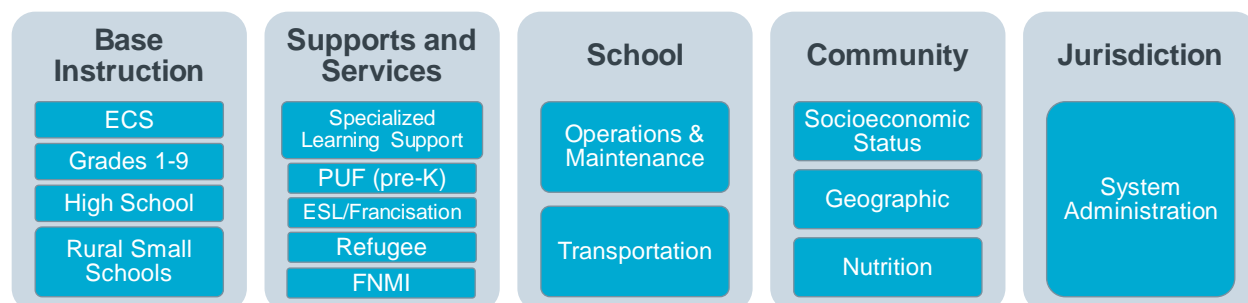 Base
Instruction
ECS
Grades 1-9
High School
Rural Small
Schools
Supports and
Services
Specialized
Learning Support
PUF (pre-K)
ESL/Francisation
Refugee
FNMI
School
Operations &
Maintenance
Transportation
Community
Socioeconomic
Status
Geographic
Nutrition
Jurisdiction
System
Administration